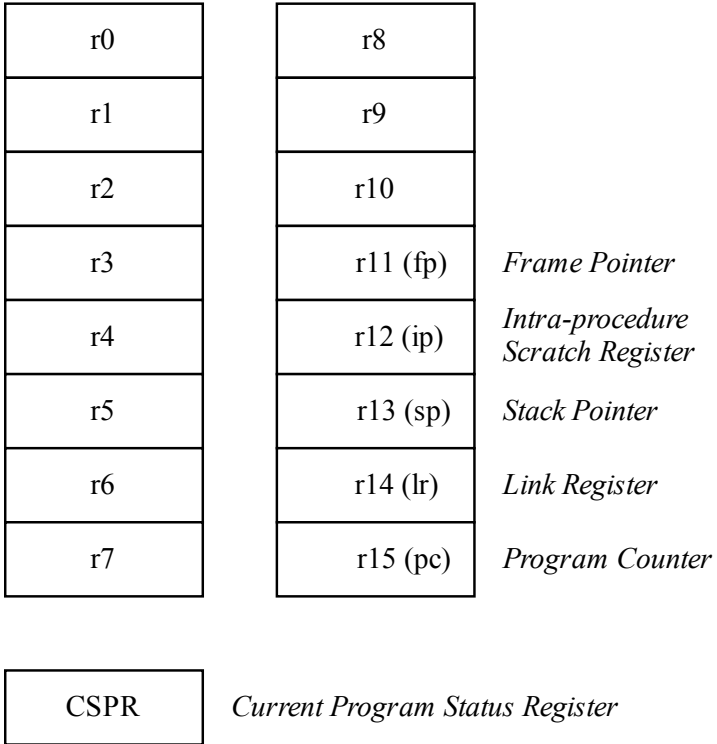 r0
r1
r2
r3
r4
r5
r6
r7
r8
r9
r10
r11 (fp) Frame Pointer
r12 (ip) Intra-procedure
Scratch Register
r13 (sp) Stack Pointer
r14 (lr) Link Register
r15 (pc) Program Counter
CSPR Current Program Status Register